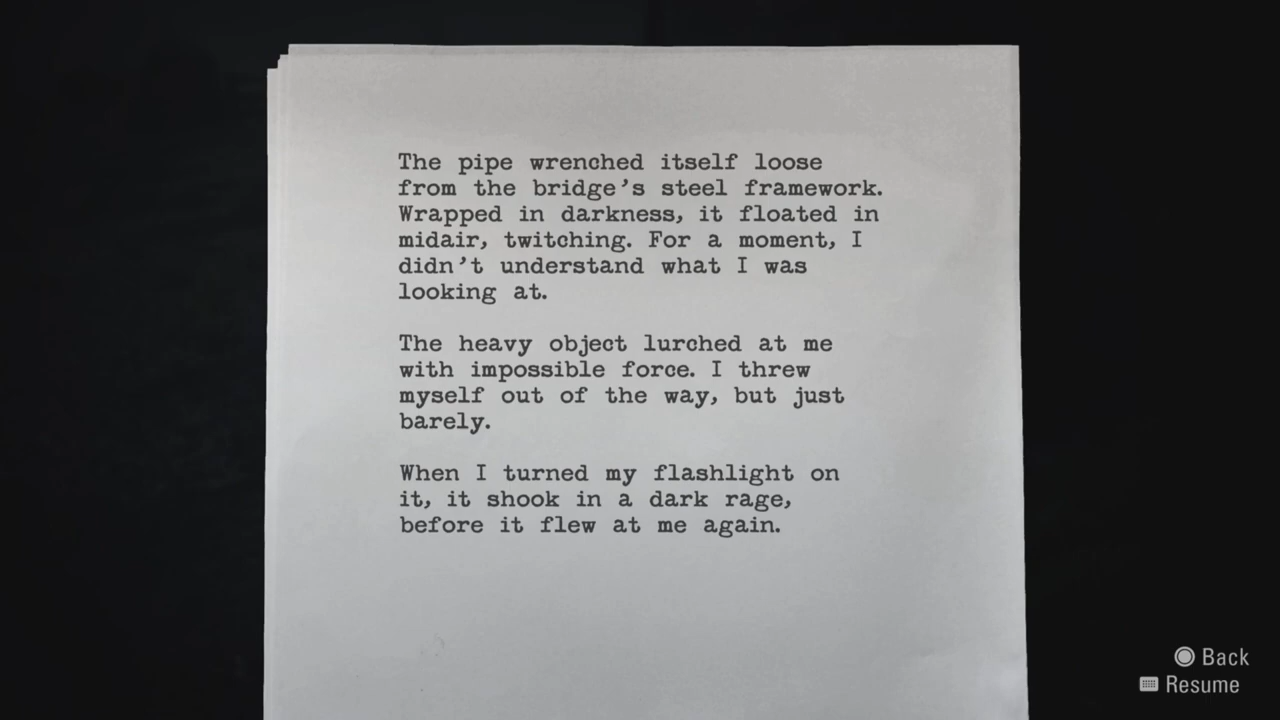 The pipe wrenched itself loose
from the bridge’s steel framework.
Wrapped in darkness, it floated in
midair, twitching. For a moment, I
didn’t understand what I was
looking at.
The heavy object lurched at me
with impossible force. I threw
myself out of the way, but just
barely.
When I turned my flashlight on
it, it shook in a dark rage,
before it flew at me again.
Back
Resume